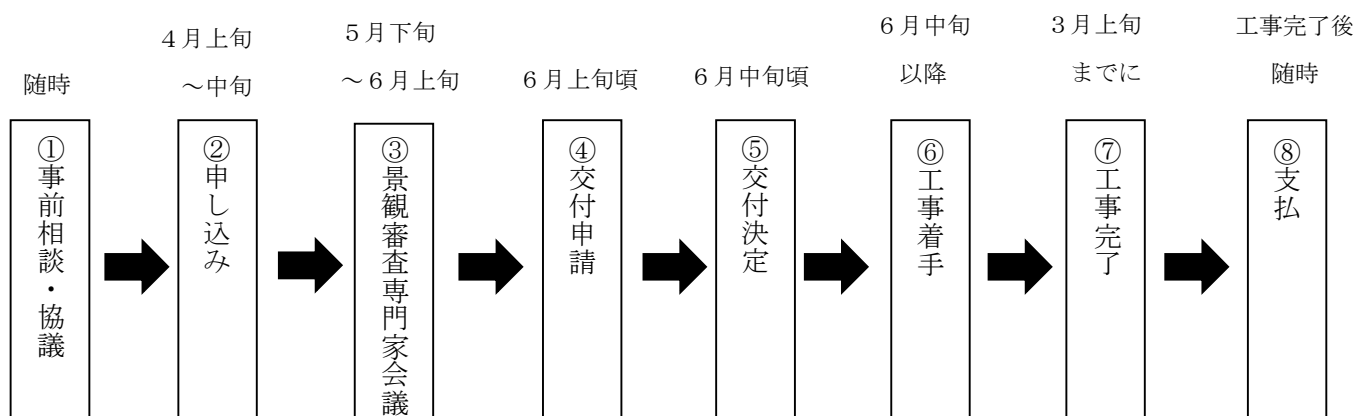 随時
４月上旬
～中旬
５月下旬
～６月上旬
６月上旬頃
６月中旬頃
６月中旬
以降
３月上旬
までに
工事完了後
随時
①事前相談・協議
②申し込み
③景観審査専門家会議
④交付申請
⑤交付決定
⑥工事着手
⑦工事完了
⑧支払